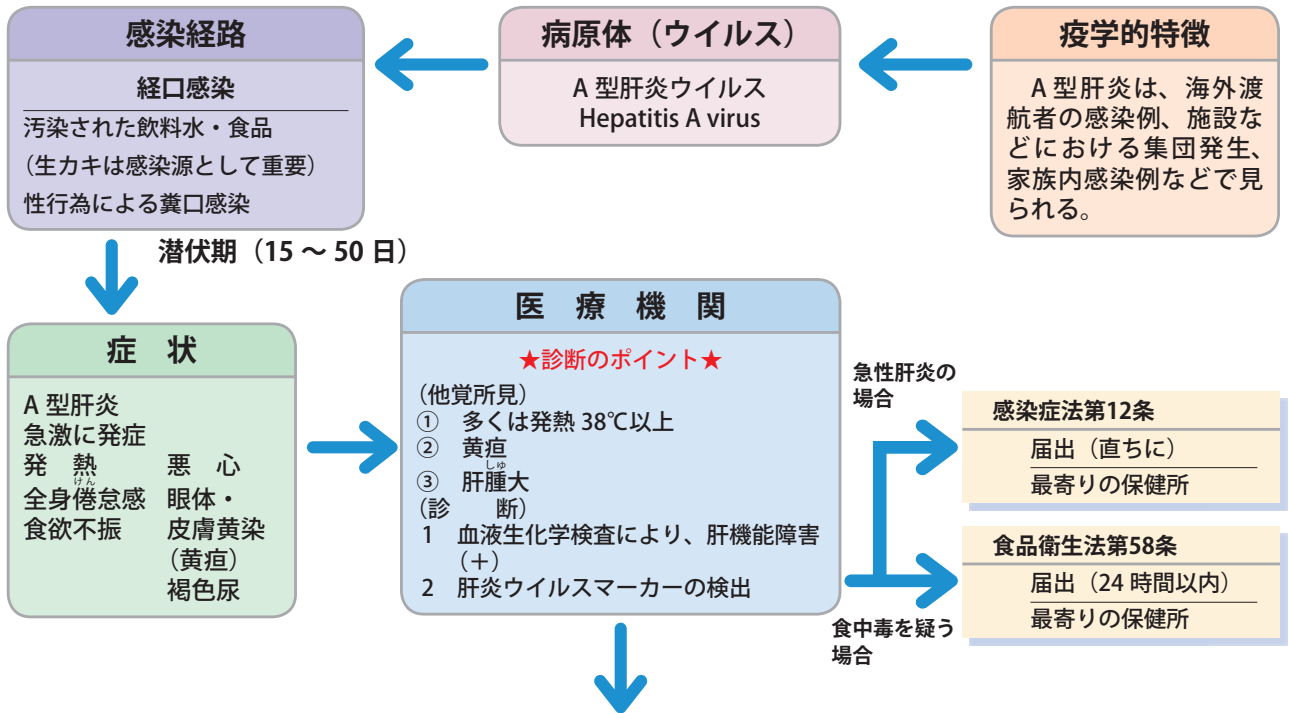 感染経路
経口感染
汚染された飲料水・食品
(生カキは感染源として重要)
性行為による糞口感染
病原体(ウイルス)
A 型肝炎ウイルス
Hepatitis A virus
疫学的特徴
A 型肝炎は、海外渡
航者の感染例、施設な
どにおける集団発生、
家族内感染例などで見
られる。
潜伏期(15 ~ 50 日)
症 状
A 型肝炎
急激に発症
発 熱 悪 心
けん
全身倦怠感 眼体・
食欲不振 皮膚黄染
(黄疸)
褐色尿
医 療 機 関
★診断のポイント★
(他覚所見)
① 多くは発熱 38℃以上
② 黄疸
しゅ
③ 肝腫大
(診 断)
1 血液生化学検査により、肝機能障害
(+)
2 肝炎ウイルスマーカーの検出
急性肝炎の
場合
感染症法第12条
届出(直ちに)
最寄りの保健所
食品衛生法第58条
届出(24 時間以内)
最寄りの保健所
食中毒を疑う
場合